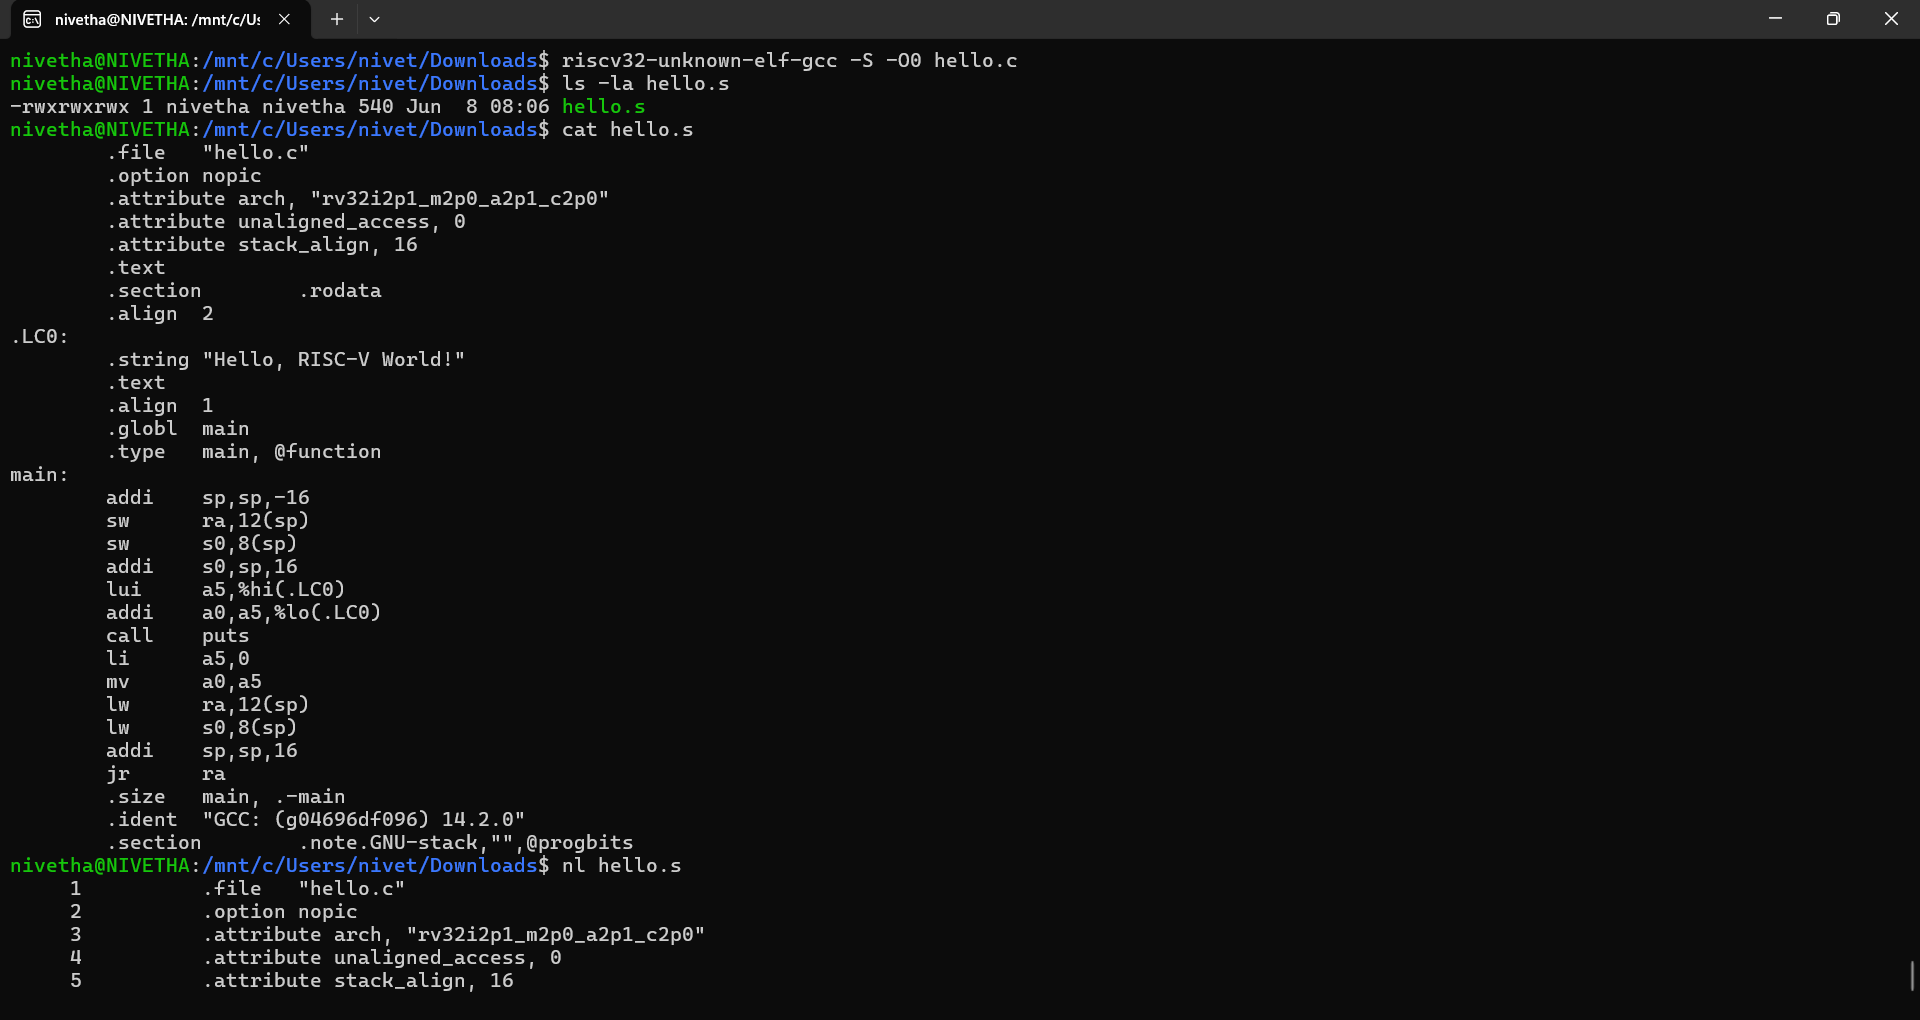 nivetha@NIVETHA: /mnt/c/Us
nivetha@NIVETHA:/mnt/c/Users/nivet/Downloads$ riscv32-unknown-elf-gcc -S -O0 hello.c
nivetha@NIVETHA:/mnt/c/Users/nivet/Downloads$ ls -la hello.s
-rwxrwxrwx 1 nivetha nivetha 540 Jun  8 08:06 hello.s
nivetha@NIVETHA:/mnt/c/Users/nivet/Downloads$ cat hello.s
        .file   "hello.c"
        .option nopic
        .attribute arch, "rv32i2p1_m2p0_a2p1_c2p0"
        .attribute unaligned_access, 0
        .attribute stack_align, 16
        .text
        .section        .rodata
        .align  2
.LC0:
        .string "Hello, RISC-V World!"
        .text
        .align  1
        .globl  main
        .type   main, @function
main:
        addi    sp,sp,-16
        sw      ra,12(sp)
        sw      s0,8(sp)
        addi    s0,sp,16
        lui     a5,%hi(.LC0)
        addi    a0,a5,%lo(.LC0)
        call    puts
        li      a5,0
        mv      a0,a5
        lw      ra,12(sp)
        lw      s0,8(sp)
        addi    sp,sp,16
        jr      ra
        .size   main, .-main
        .ident  "GCC: (g04696df096) 14.2.0"
        .section        .note.GNU-stack,"",@progbits
nivetha@NIVETHA:/mnt/c/Users/nivet/Downloads$ nl hello.s
     1          .file   "hello.c"
     2          .option nopic
     3          .attribute arch, "rv32i2p1_m2p0_a2p1_c2p0"
     4          .attribute unaligned_access, 0
     5          .attribute stack_align, 16